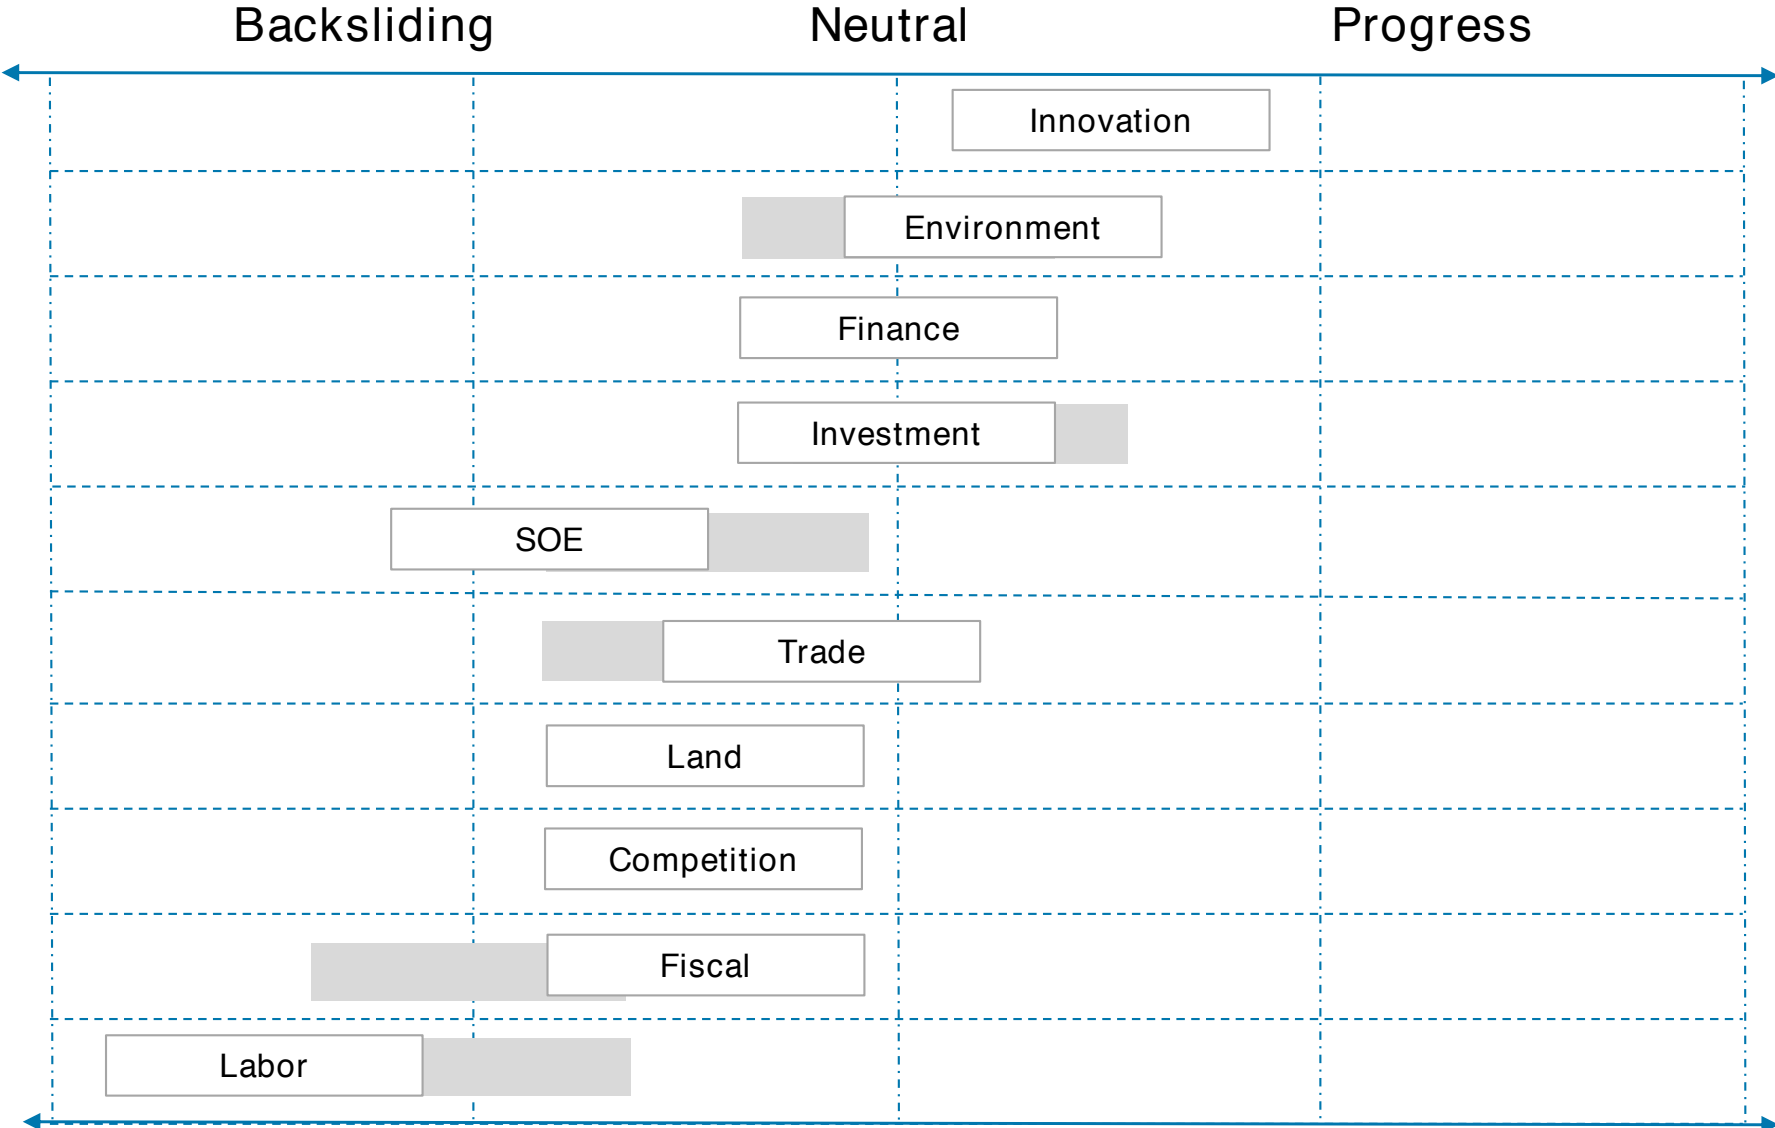 Backsliding Neutral Progress
Innovation
Environment
Finance
Investment
SOE
Trade
Land
Competition
Fiscal
Labor